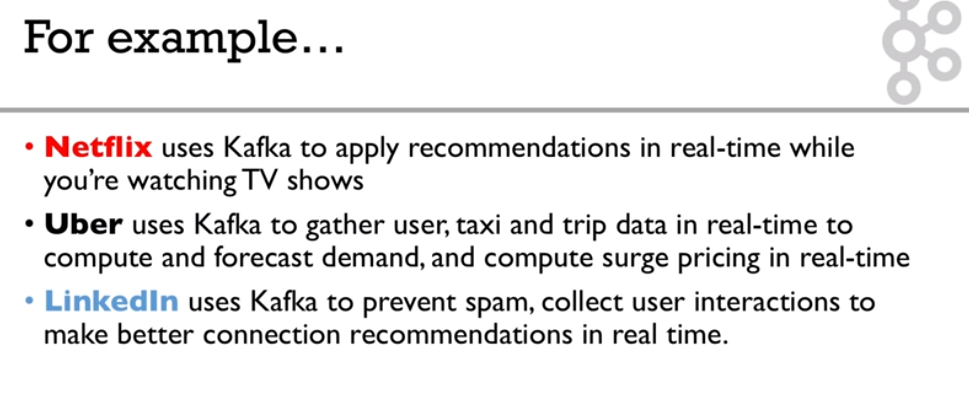 For example...
• Netflix uses Kafka to apply recommendations in real-time while
you're watching TV shows
• Uber uses Kafka to gather user, taxi and trip data in real-time to
compute and forecast demand, and compute surge pricing in real-time
• LinkedIn uses Kafka to prevent spam, collect user interactions to
make better connection recommendations in real time.